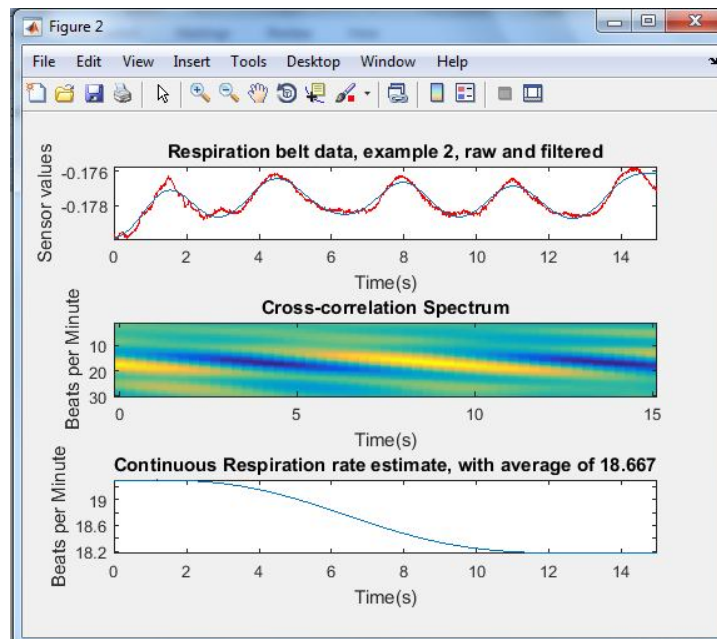 Figure 2
File Edit View Insert Tools Desktop Window Help
Respiration belt data, example 2, raw and filtered
Sensor values
-0.176
-0.178
0 2 4 6 8 10 12 14
Time(s)
Cross-correlation Spectrum
Beats per Minute
10
20
30
0 5 10 15
Time(s)
Continuous Respiration rate estimate, with average of 18.667
Beats per Minute
19
18.6
18.2
0 2 4 6 8 10 12 14
Time(s)